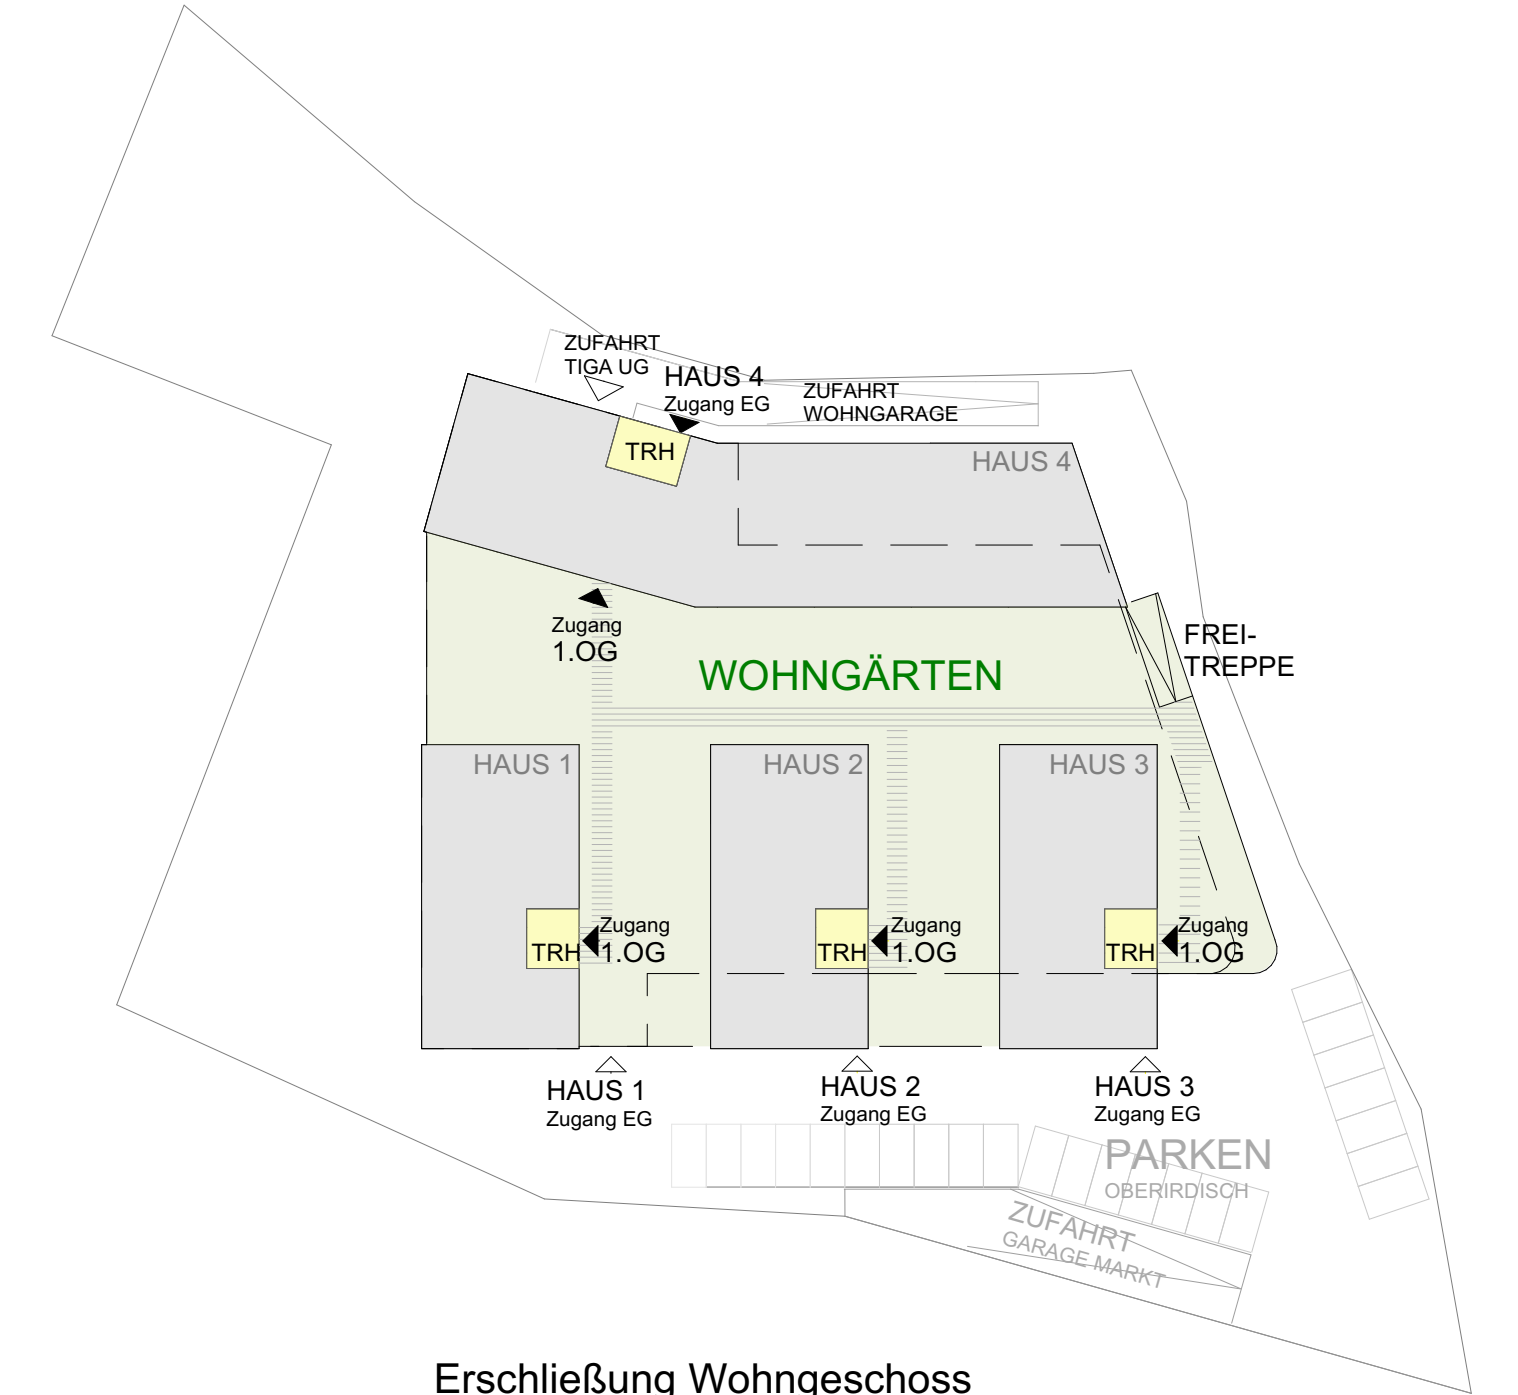 ZUFAHRT
TIGA UG
HAUS 4
Zugang EG
ZUFAHRT
WOHNGARAGE
TRH
HAUS 4
Zugang
1.OG
FREI-
TREPPE
WOHNGÄRTEN
HAUS 1
HAUS 2
HAUS 3
TRH
Zugang
1.OG
TRH
Zugang
1.OG
TRH
Zugang
1.OG
HAUS 1
Zugang EG
HAUS 2
Zugang EG
HAUS 3
Zugang EG
PARKEN
OBERIRDISCH
ZUFAHRT
GARAGE MARKT
Erschließung Wohngeschoss